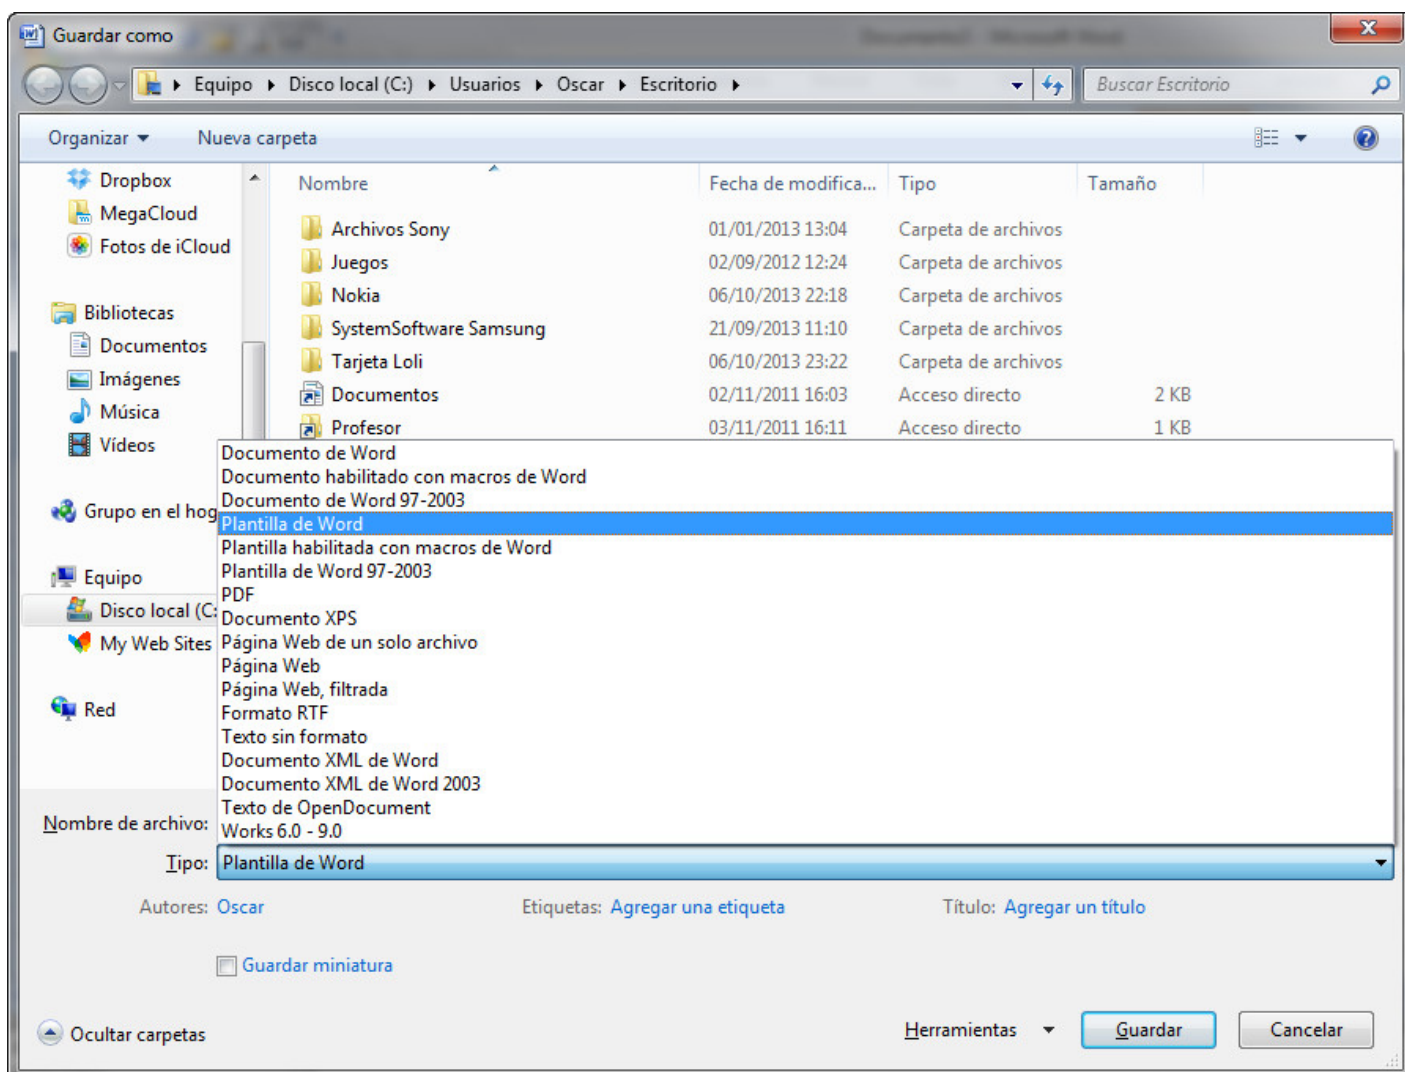 Guardar como
Equipo Disco local (C:) Usuarios Oscar Escritorio Buscar Escritorio
Organizar Nueva carpeta
Nombre Fecha de modifica... Tipo Tamaño
Dropbox
MegaCloud
Fotos de iCloud
Bibliotecas
Documentos
Imágenes
Música
Vídeos
Grupo en el hog
Equipo
Disco local (C:
My Web Sites
Red
Archivos Sony 01/01/2013 13:04 Carpeta de archivos
Juegos 02/09/2012 12:24 Carpeta de archivos
Nokia 06/10/2013 22:18 Carpeta de archivos
SystemSoftware Samsung 21/09/2013 11:10 Carpeta de archivos
Tarjeta Loli 06/10/2013 23:22 Carpeta de archivos
Documentos 02/11/2011 16:03 Acceso directo 2 KB
Profesor 03/11/2011 16:11 Acceso directo 1 KB
Documento de Word
Documento habilitado con macros de Word
Documento de Word 97-2003
Plantilla de Word
Plantilla habilitada con macros de Word
Plantilla de Word 97-2003
PDF
Documento XPS
Página Web de un solo archivo
Página Web
Página Web, filtrada
Formato RTF
Texto sin formato
Documento XML de Word
Documento XML de Word 2003
Texto de OpenDocument
Works 6.0 - 9.0
Nombre de archivo:
Tipo: Plantilla de Word
Autores: Oscar Etiquetas: Agregar una etiqueta Título: Agregar un título
Guardar miniatura
Ocultar carpetas Herramientas Guardar Cancelar